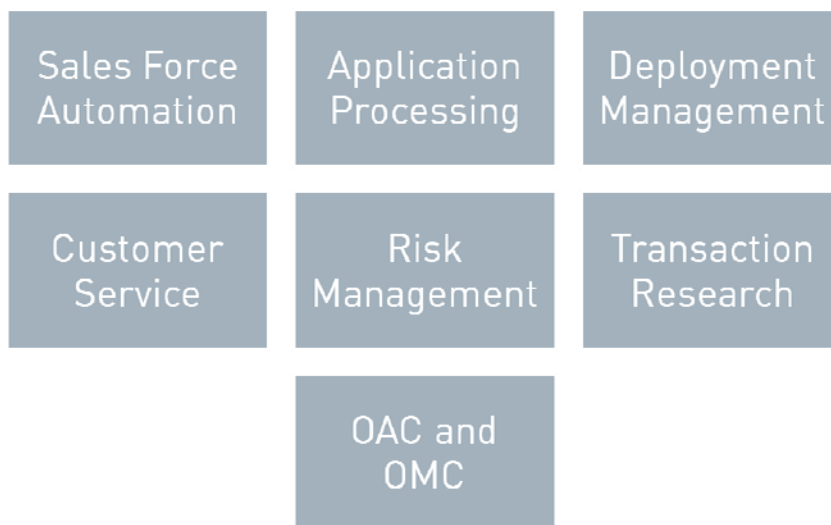 Sales Force
Automation
Application
Processing
Deployment
Management
Customer
Service
Risk
Management
Transaction
Research
OAC and
OMC